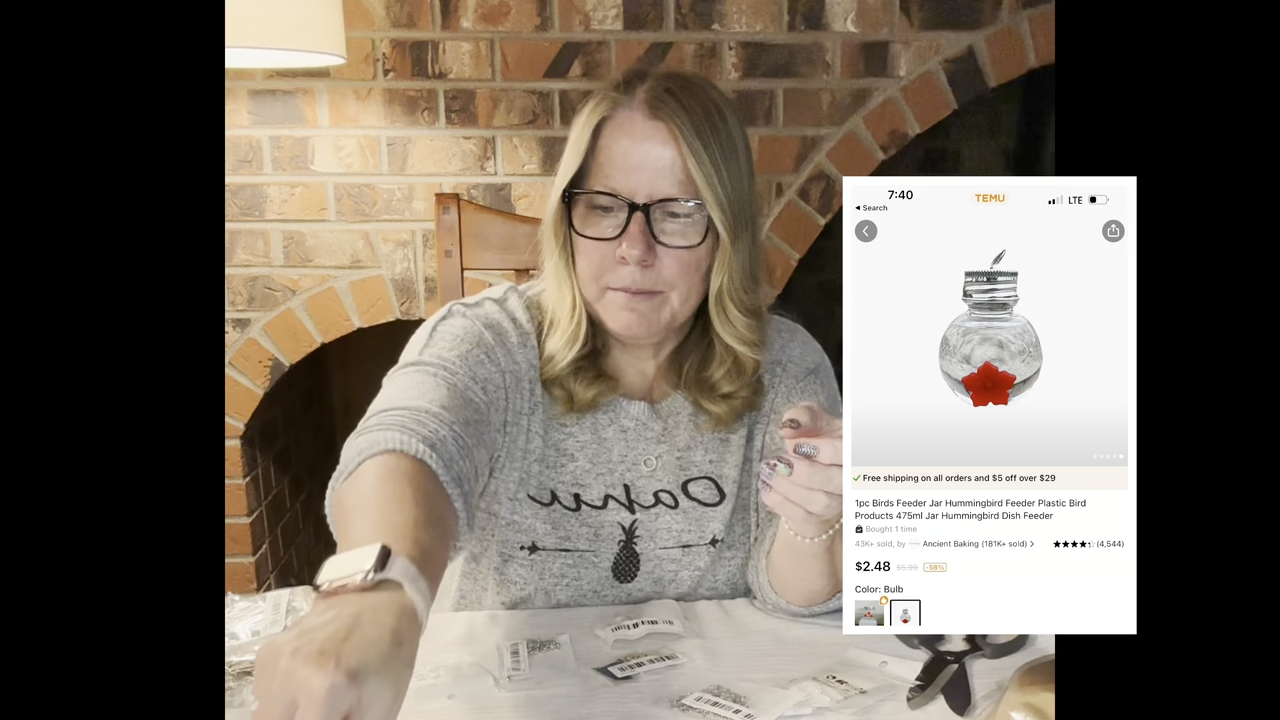 Oahu
7:40
TEMU
LTE
Search
Free shipping on all orders and $5 off over $29
1pc Birds Feeder Jar Hummingbird Feeder Plastic Bird
Products 475ml Jar Hummingbird Dish Feeder
Bought 1 time
43K+ sold, by Ancient Baking (181K+ sold)
(4,544)
$2.48 $5.99 -58%
Color: Bulb